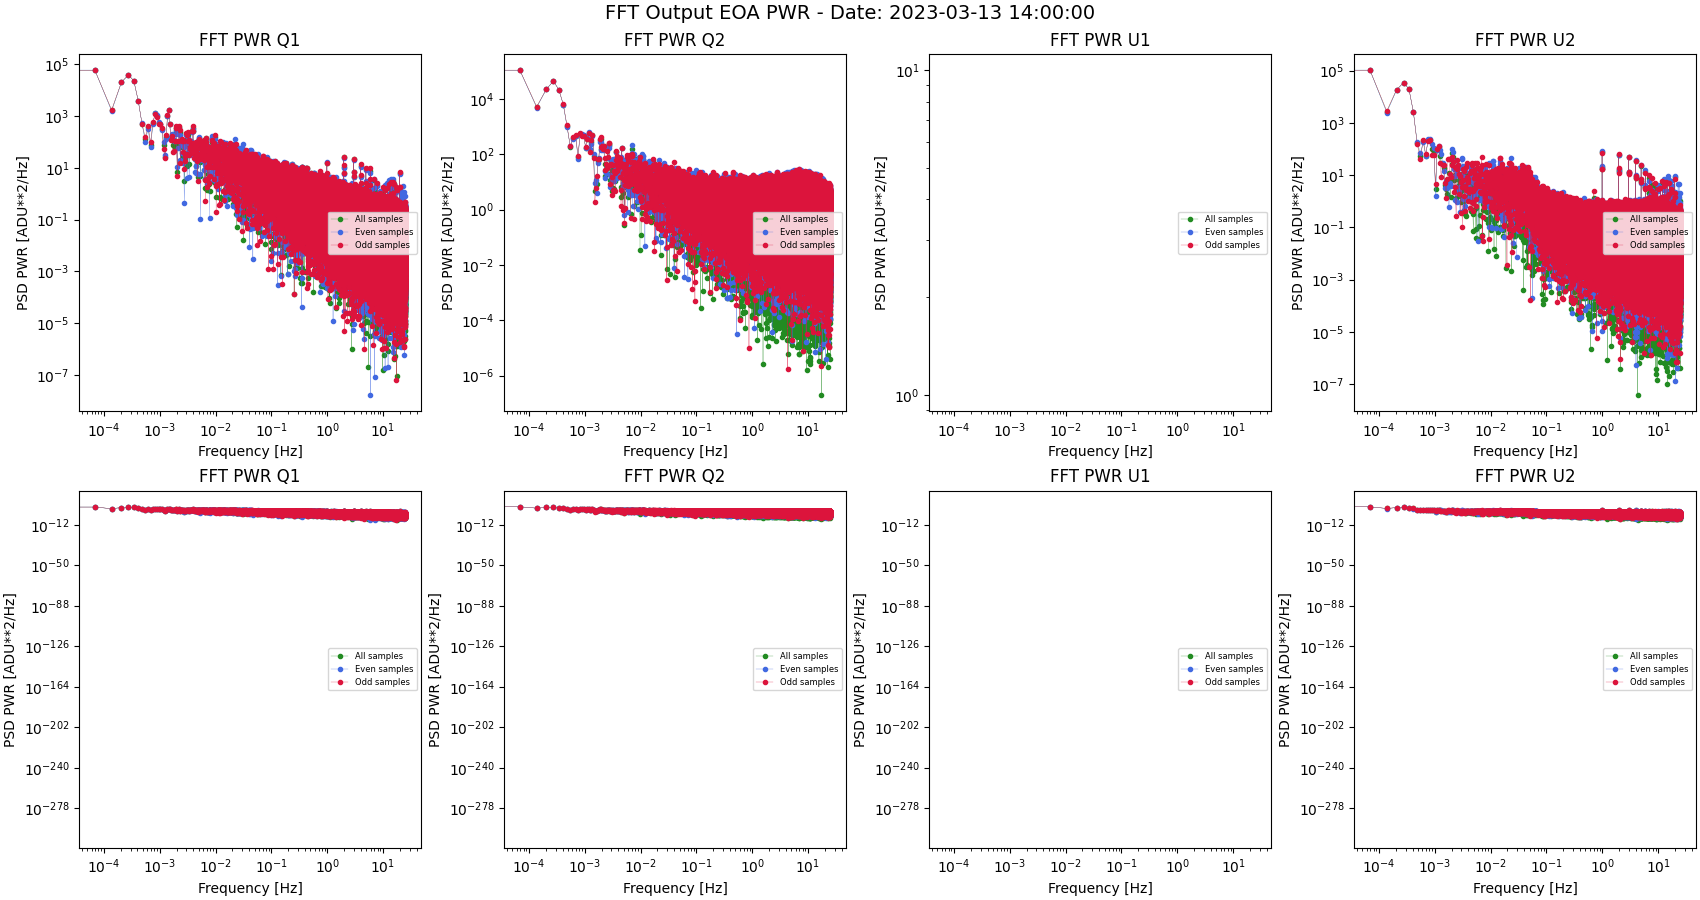 FFT Output EOA PWR - Date: 2023-03-13 14:00:00
FFT PWR Q1
PSD PWR [ADU**2/Hz]
10^5
10^3
10^1
10^−1
10^−3
10^−5
10^−7
All samples
Even samples
Odd samples
10^−4 10^−3 10^−2 10^−1 10^0 10^1
Frequency [Hz]
FFT PWR Q2
PSD PWR [ADU**2/Hz]
10^4
10^2
10^0
10^−2
10^−4
10^−6
All samples
Even samples
Odd samples
10^−4 10^−3 10^−2 10^−1 10^0 10^1
Frequency [Hz]
FFT PWR U1
PSD PWR [ADU**2/Hz]
10^1
10^0
All samples
Even samples
Odd samples
10^−4 10^−3 10^−2 10^−1 10^0 10^1
Frequency [Hz]
FFT PWR U2
PSD PWR [ADU**2/Hz]
10^5
10^3
10^1
10^−1
10^−3
10^−5
10^−7
All samples
Even samples
Odd samples
10^−4 10^−3 10^−2 10^−1 10^0 10^1
Frequency [Hz]
FFT PWR Q1
PSD PWR [ADU**2/Hz]
10^−12
10^−50
10^−88
10^−126
10^−164
10^−202
10^−240
10^−278
All samples
Even samples
Odd samples
10^−4 10^−3 10^−2 10^−1 10^0 10^1
Frequency [Hz]
FFT PWR Q2
PSD PWR [ADU**2/Hz]
10^−12
10^−50
10^−88
10^−126
10^−164
10^−202
10^−240
10^−278
All samples
Even samples
Odd samples
10^−4 10^−3 10^−2 10^−1 10^0 10^1
Frequency [Hz]
FFT PWR U1
PSD PWR [ADU**2/Hz]
10^−12
10^−50
10^−88
10^−126
10^−164
10^−202
10^−240
10^−278
All samples
Even samples
Odd samples
10^−4 10^−3 10^−2 10^−1 10^0 10^1
Frequency [Hz]
FFT PWR U2
PSD PWR [ADU**2/Hz]
10^−12
10^−50
10^−88
10^−126
10^−164
10^−202
10^−240
10^−278
All samples
Even samples
Odd samples
10^−4 10^−3 10^−2 10^−1 10^0 10^1
Frequency [Hz]